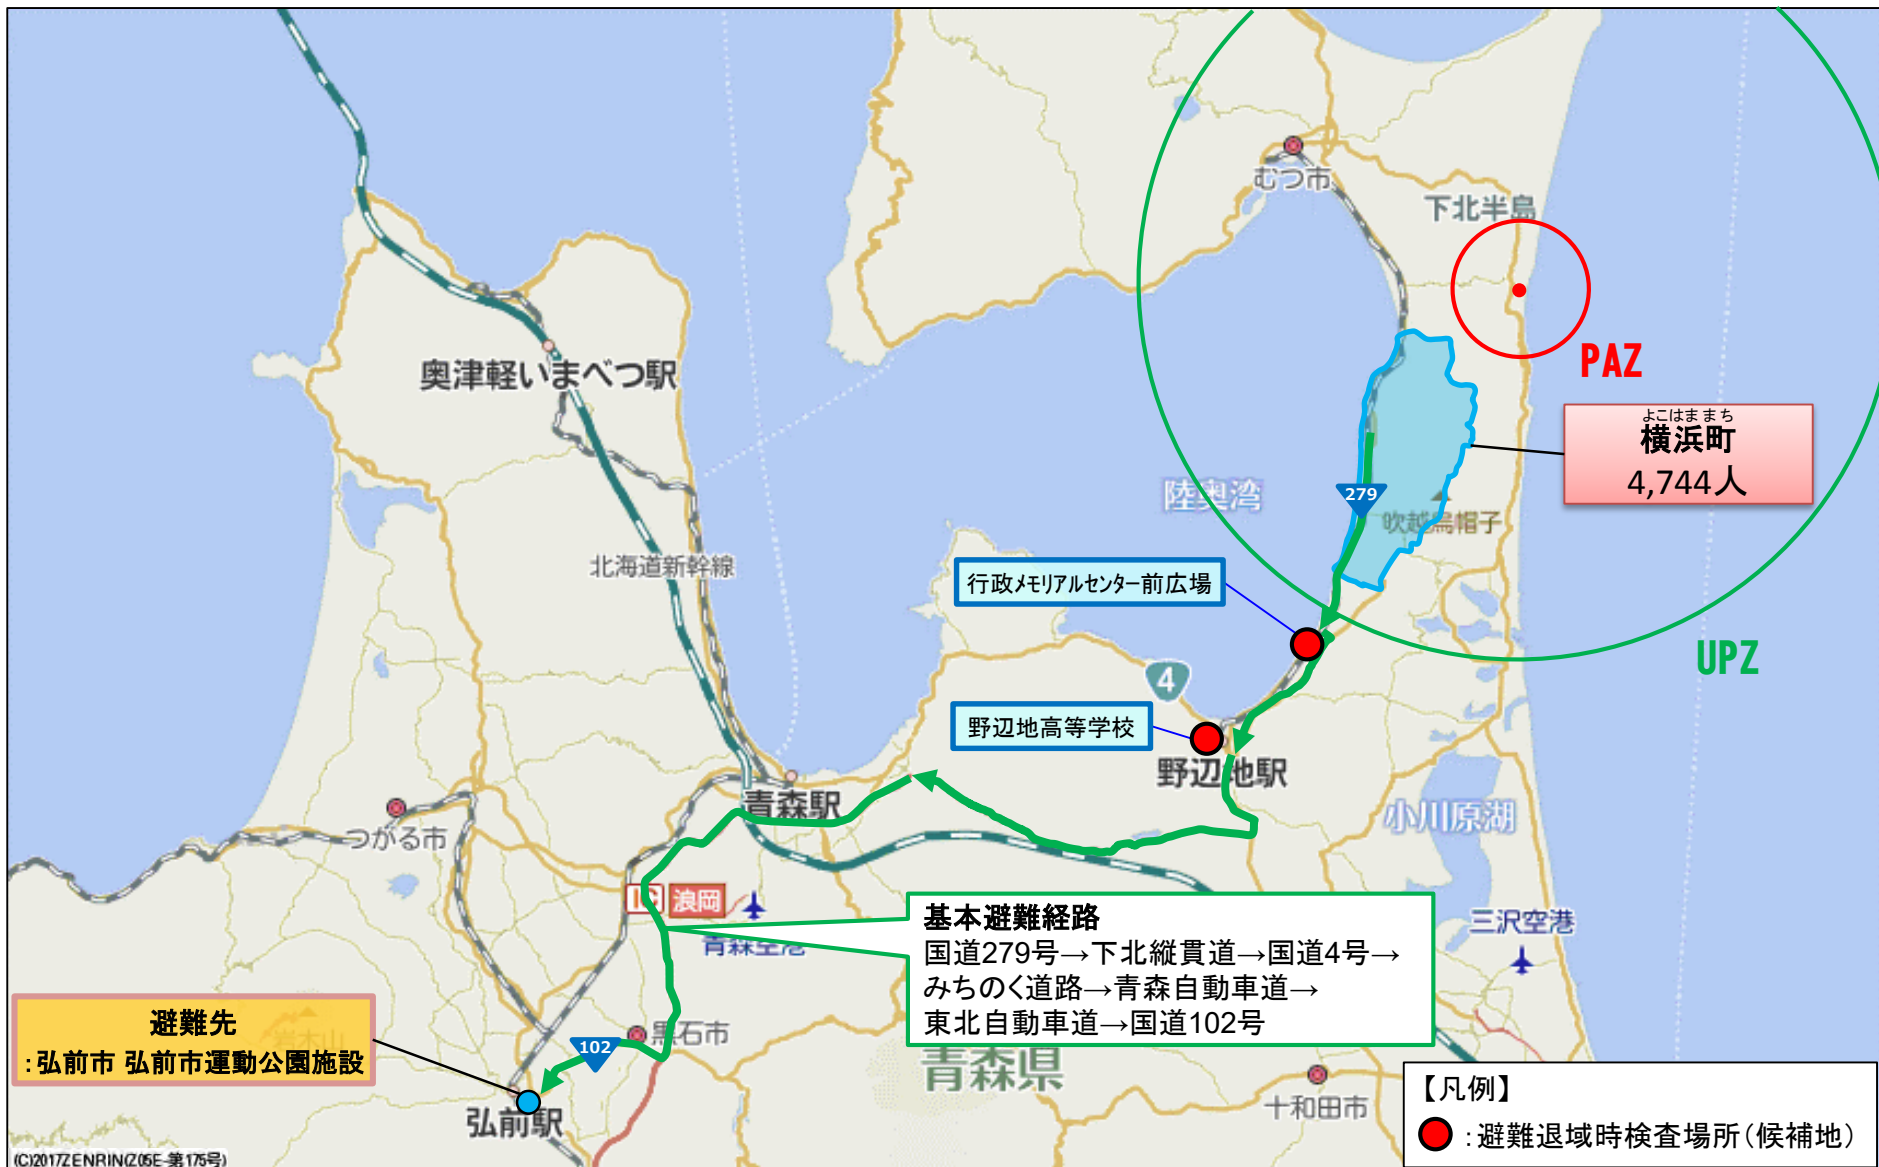 むつ市
下北半島
PAZ
奥津軽いまべつ駅
よこはままち
横浜町
4,744人
陸奥湾
279
吹越烏帽子
北海道新幹線
行政メモリアルセンター前広場
UPZ
4
野辺地高等学校
野辺地駅
青森駅
小川原湖
つがる市
IC 浪岡
青森空港
三沢空港
基本避難経路
国道279号→下北縦貫道→国道4号→
みちのく道路→青森自動車道→
東北自動車道→国道102号
避難先
:弘前市 弘前市運動公園施設
岩木山
黒石市
102
青森県
弘前駅
十和田市
【凡例】
:避難退域時検査場所(候補地)
(C)2017ZENRIN(Z05E-第175号)